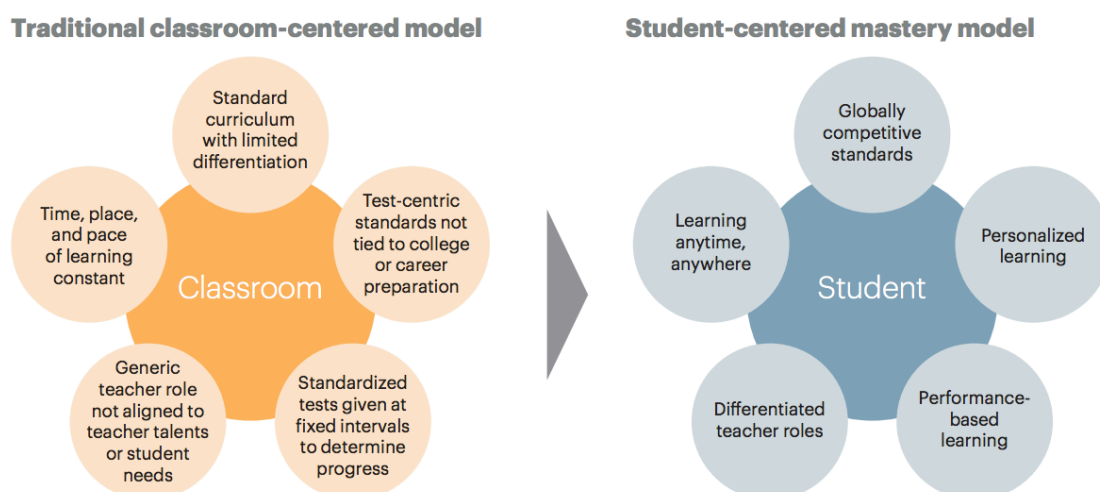 Traditional classroom-centered model
Standard
curriculum
with limited
differentiation
Time, place,
and pace
of learning
constant
Test-centric
standards not
tied to college
or career
preparation
Classroom
Generic
teacher role
not aligned to
teacher talents
or student
needs
Standardized
tests given at
fixed intervals
to determine
progress
Student-centered mastery model
Globally
competitive
standards
Learning
anytime,
anywhere
Personalized
learning
Student
Differentiated
teacher roles
Performance-
based
learning